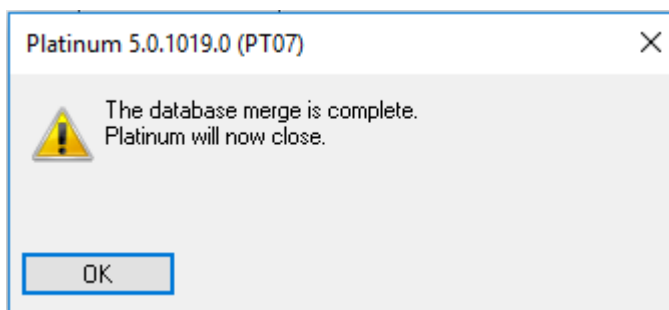 Platinum 5.0.1019.0 (PT07)
The database merge is complete.
Platinum will now close.
OK